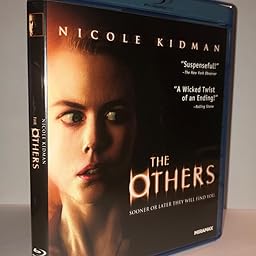 NICOLE KIDMAN
"Suspenseful!"
—The New York Observer
"A Wicked Twist
of an Ending!"
—Rolling Stone
THE
OTHERS
SOONER OR LATER THEY WILL FIND YOU.
MIRAMAX
NICOLE KIDMAN
THE
OTHERS